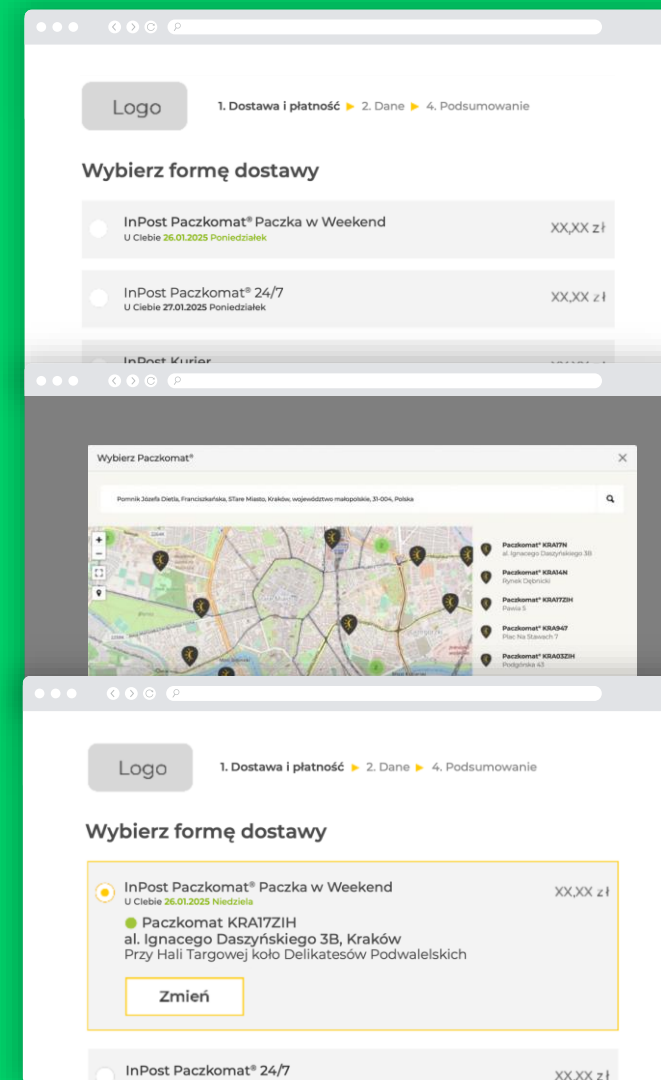 Logo
1. Dostawa i płatność ▶ 2. Dane ▶ 4. Podsumowanie
Wybierz formę dostawy
InPost Paczkomat® Paczka w Weekend
XX,XX zł
U CIebie 26.01.2025 Poniedziałek
InPost Paczkomat® 24/7
XX,XX zł
U Ciebie 27.01.2025 Poniedziałek
InPost Kurier
Wybierz Paczkomat®
Pomnik Józefa Dietla, Franciszkańska, STare Miasto, Kraków, województwo małopolskie, 31-004, Polska
Paczkomat® KRA17N
al. Ignacego Daszyńskiego 3B
Paczkomat® KRA14N
Rynek Dębnicki
Paczkomat® KRA17ZIH
Pawia 5
Paczkomat® KRA947
Plac Na Stawach 7
Paczkomat® KRA03ZIH
Podgórska 43
Logo
1. Dostawa i płatność ▶ 2. Dane ▶ 4. Podsumowanie
Wybierz formę dostawy
InPost Paczkomat® Paczka w Weekend
XX,XX zł
U CIebie 26.01.2025 Niedziela
Paczkomat KRA17ZIH
al. Ignacego Daszyńskiego 3B, Kraków
Przy Hali Targowej koło Delikatesów Podwalelskich
Zmień
InPost Paczkomat® 24/7
XX,XX zł